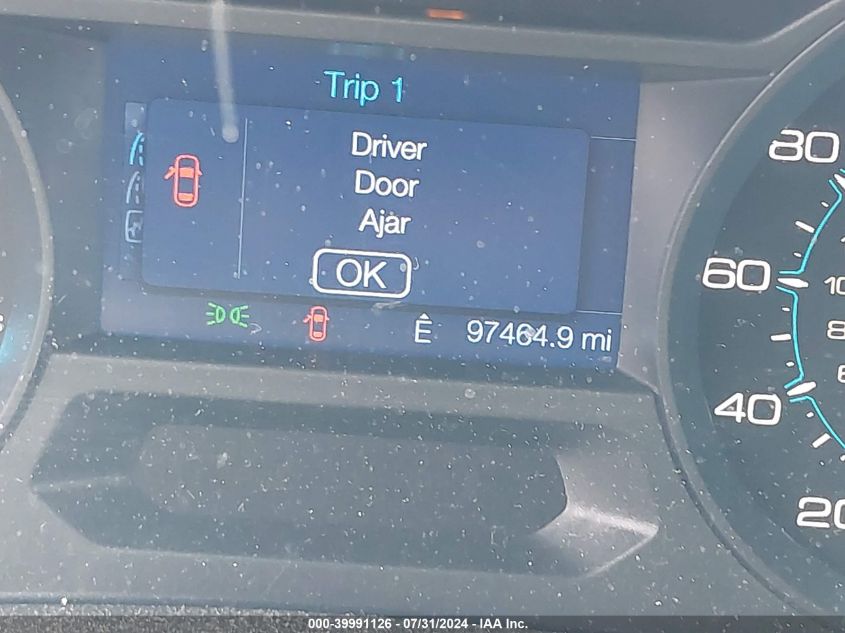 Trip 1
Driver
Door
Ajar
OK
Ê 97464.9 mi
80
60
40
20
000-39991126 - 07/31/2024 - IAA Inc.